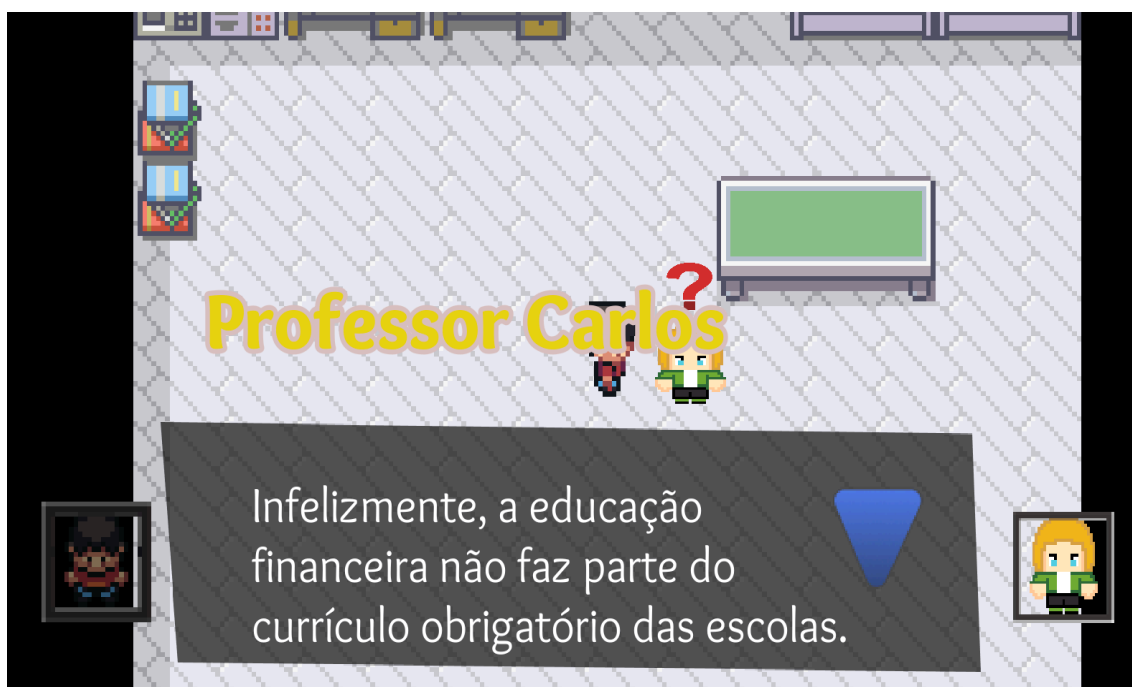 Professor Carlos
Infelizmente, a educação
financeira não faz parte do
currículo obrigatório das escolas.